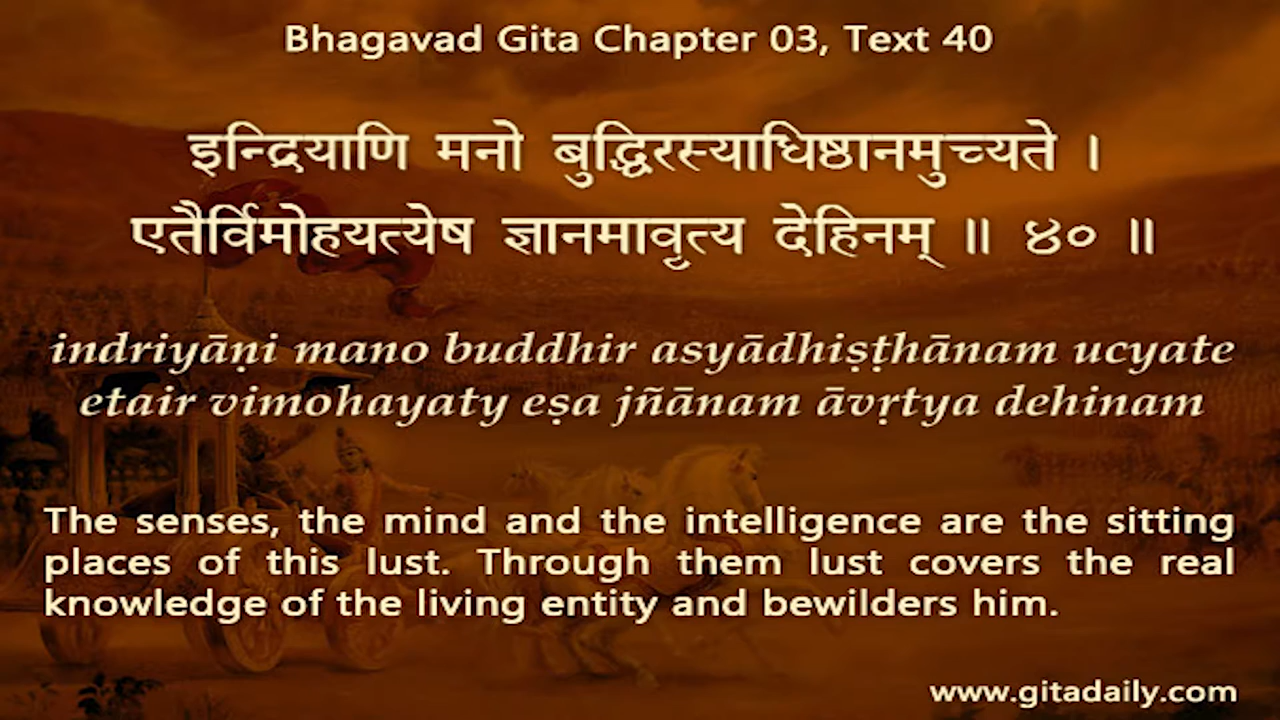 Bhagavad Gita Chapter 03, Text 40
इन्द्रियाणि मनो बुद्धिरस्याधिष्ठानमुच्यते ।
एतैर्विमोहयत्येष ज्ञानमावृत्य देहिनम् ॥ ४० ॥
indriyāṇi mano buddhir asyādhiṣṭhānam ucyate
etair vimohayaty eṣa jñānam āvṛtya dehinam
The senses, the mind and the intelligence are the sitting
places of this lust. Through them lust covers the real
knowledge of the living entity and bewilders him.
www.gitadaily.com